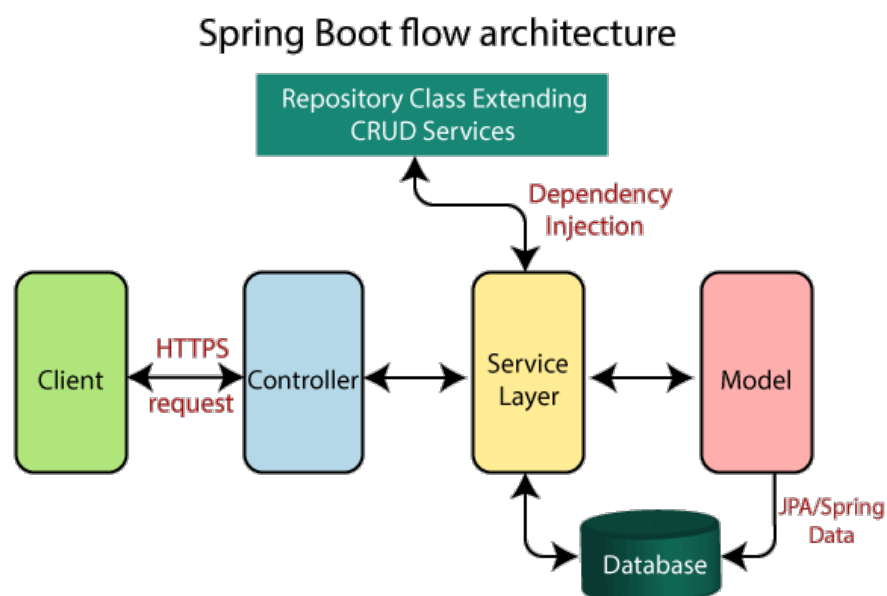 Spring Boot flow architecture
Repository Class Extending
CRUD Services
Dependency
Injection
Client
HTTPS
request
Controller
Service
Layer
Model
JPA/Spring
Data
Database